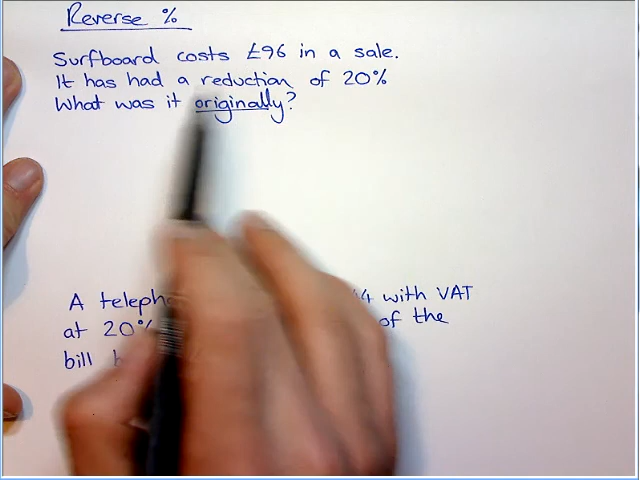 Reverse %
Surfboard costs £96 in a sale.
It has had a reduction of 20%
What was it originally?
A 4 with VAT
at 20% of the
bill